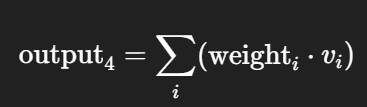 output₄ = ∑ᵢ(weightᵢ · vᵢ)